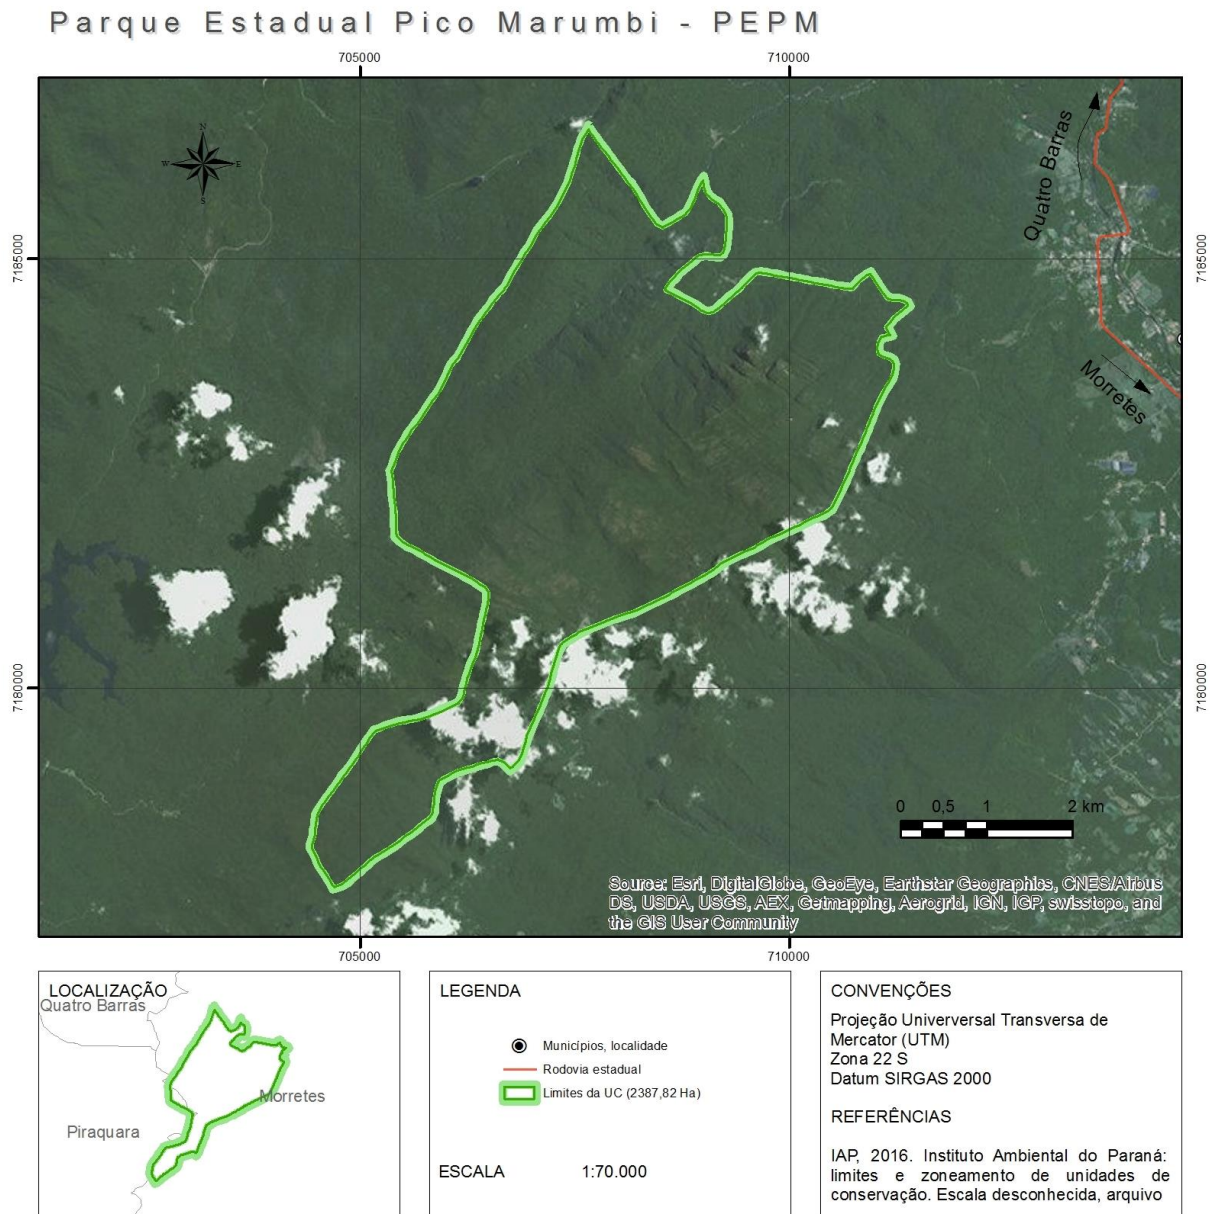 Parque Estadual Pico Marumbi - PEPM
705000
710000
N
W
E
S
Quatro Barras
7185000
7185000
Morretes
7180000
7180000
0 0,5 1 2 km
Source: Esri, DigitalGlobe, GeoEye, Earthstar Geographics, CNES/Airbus
DS, USDA, USGS, AEX, Getmapping, Aerogrid, IGN, IGP, swisstopo, and
the GIS User Community
705000
710000
LOCALIZAÇÃO
Quatro Barras
Morretes
Piraquara
LEGENDA
Municípios, localidade
Rodovia estadual
Limites da UC (2387,82 Ha)
ESCALA 1:70.000
CONVENÇÕES
Projeção Univerversal Transversa de
Mercator (UTM)
Zona 22 S
Datum SIRGAS 2000
REFERÊNCIAS
IAP, 2016. Instituto Ambiental do Paraná:
limites e zoneamento de unidades de
conservação. Escala desconhecida, arquivo